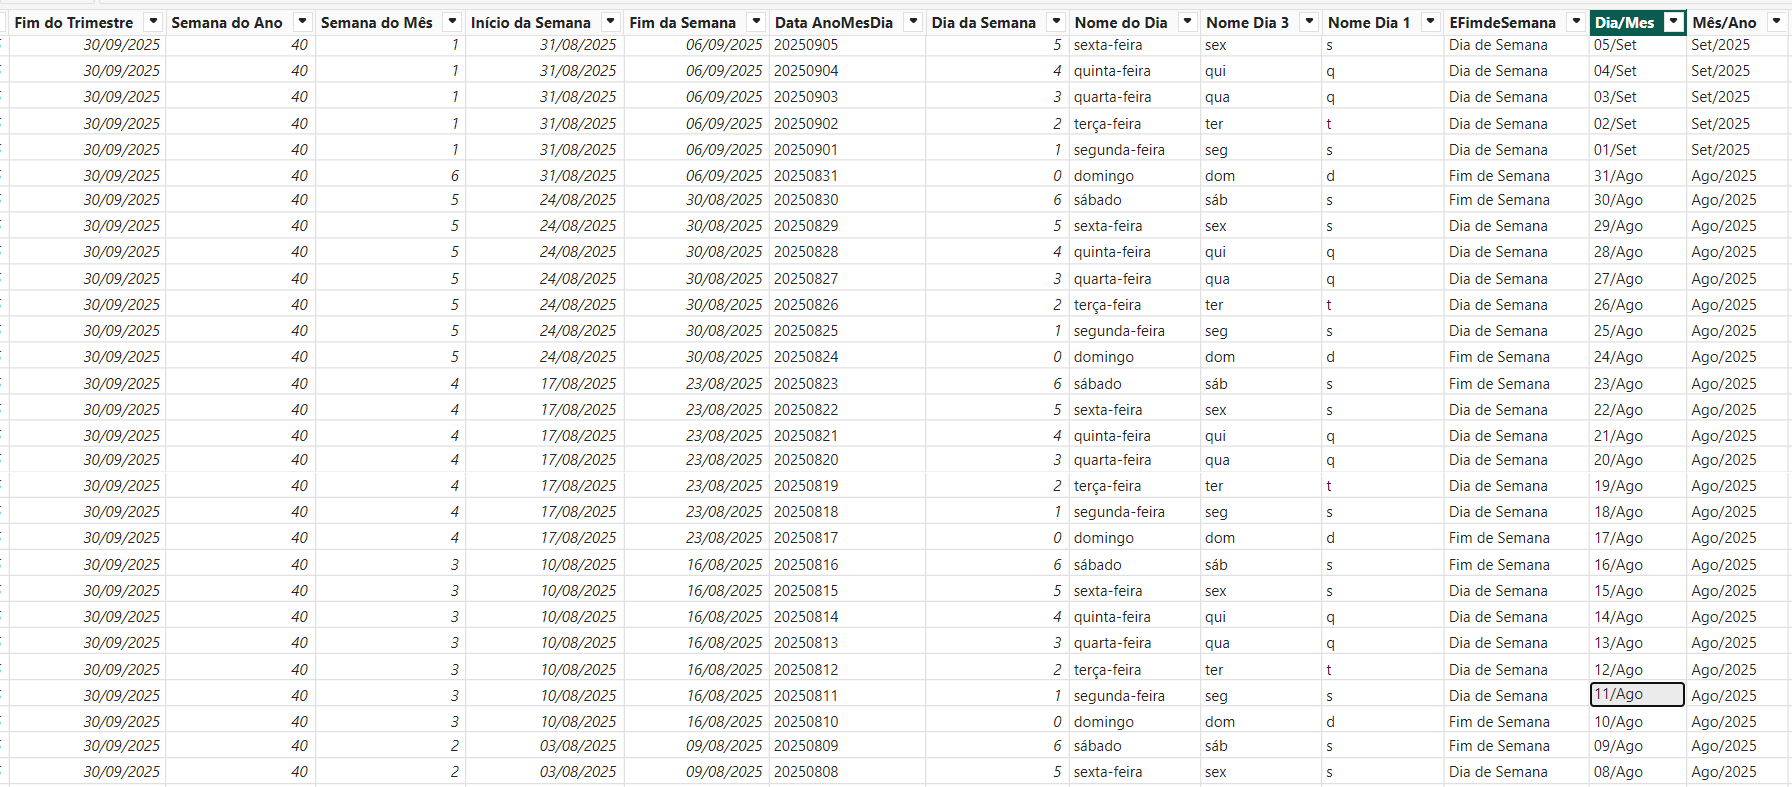 Fim do Trimestre Semana do Ano Semana do Mês Início da Semana Fim da Semana Data AnoMesDia Dia da Semana Nome do Dia Nome Dia 3 Nome Dia 1 EFimdeSemana Dia/Mes Mês/Ano
30/09/2025 40 1 31/08/2025 06/09/2025 20250905 5 sexta-feira sex s Dia de Semana 05/Set Set/2025
30/09/2025 40 1 31/08/2025 06/09/2025 20250904 4 quinta-feira qui q Dia de Semana 04/Set Set/2025
30/09/2025 40 1 31/08/2025 06/09/2025 20250903 3 quarta-feira qua q Dia de Semana 03/Set Set/2025
30/09/2025 40 1 31/08/2025 06/09/2025 20250902 2 terça-feira ter t Dia de Semana 02/Set Set/2025
30/09/2025 40 1 31/08/2025 06/09/2025 20250901 1 segunda-feira seg s Dia de Semana 01/Set Set/2025
30/09/2025 40 6 31/08/2025 06/09/2025 20250831 0 domingo dom d Fim de Semana 31/Ago Ago/2025
30/09/2025 40 5 24/08/2025 30/08/2025 20250830 6 sábado sáb s Fim de Semana 30/Ago Ago/2025
30/09/2025 40 5 24/08/2025 30/08/2025 20250829 5 sexta-feira sex s Dia de Semana 29/Ago Ago/2025
30/09/2025 40 5 24/08/2025 30/08/2025 20250828 4 quinta-feira qui q Dia de Semana 28/Ago Ago/2025
30/09/2025 40 5 24/08/2025 30/08/2025 20250827 3 quarta-feira qua q Dia de Semana 27/Ago Ago/2025
30/09/2025 40 5 24/08/2025 30/08/2025 20250826 2 terça-feira ter t Dia de Semana 26/Ago Ago/2025
30/09/2025 40 5 24/08/2025 30/08/2025 20250825 1 segunda-feira seg s Dia de Semana 25/Ago Ago/2025
30/09/2025 40 5 24/08/2025 30/08/2025 20250824 0 domingo dom d Fim de Semana 24/Ago Ago/2025
30/09/2025 40 4 17/08/2025 23/08/2025 20250823 6 sábado sáb s Fim de Semana 23/Ago Ago/2025
30/09/2025 40 4 17/08/2025 23/08/2025 20250822 5 sexta-feira sex s Dia de Semana 22/Ago Ago/2025
30/09/2025 40 4 17/08/2025 23/08/2025 20250821 4 quinta-feira qui q Dia de Semana 21/Ago Ago/2025
30/09/2025 40 4 17/08/2025 23/08/2025 20250820 3 quarta-feira qua q Dia de Semana 20/Ago Ago/2025
30/09/2025 40 4 17/08/2025 23/08/2025 20250819 2 terça-feira ter t Dia de Semana 19/Ago Ago/2025
30/09/2025 40 4 17/08/2025 23/08/2025 20250818 1 segunda-feira seg s Dia de Semana 18/Ago Ago/2025
30/09/2025 40 4 17/08/2025 23/08/2025 20250817 0 domingo dom d Fim de Semana 17/Ago Ago/2025
30/09/2025 40 3 10/08/2025 16/08/2025 20250816 6 sábado sáb s Fim de Semana 16/Ago Ago/2025
30/09/2025 40 3 10/08/2025 16/08/2025 20250815 5 sexta-feira sex s Dia de Semana 15/Ago Ago/2025
30/09/2025 40 3 10/08/2025 16/08/2025 20250814 4 quinta-feira qui q Dia de Semana 14/Ago Ago/2025
30/09/2025 40 3 10/08/2025 16/08/2025 20250813 3 quarta-feira qua q Dia de Semana 13/Ago Ago/2025
30/09/2025 40 3 10/08/2025 16/08/2025 20250812 2 terça-feira ter t Dia de Semana 12/Ago Ago/2025
30/09/2025 40 3 10/08/2025 16/08/2025 20250811 1 segunda-feira seg s Dia de Semana 11/Ago Ago/2025
30/09/2025 40 3 10/08/2025 16/08/2025 20250810 0 domingo dom d Fim de Semana 10/Ago Ago/2025
30/09/2025 40 2 03/08/2025 09/08/2025 20250809 6 sábado sáb s Fim de Semana 09/Ago Ago/2025
30/09/2025 40 2 03/08/2025 09/08/2025 20250808 5 sexta-feira sex s Dia de Semana 08/Ago Ago/2025